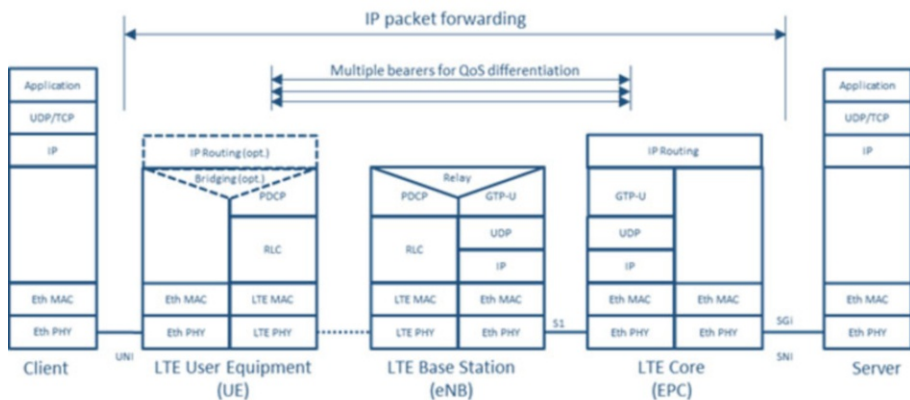 IP packet forwarding
Multiple bearers for QoS differentiation
Application
UDP/TCP
IP
Eth MAC
Eth PHY
Client
UNI
IP Routing (opt.)
Bridging (opt.)
PDCP
RLC
Eth MAC
LTE MAC
Eth PHY
LTE PHY
LTE User Equipment
(UE)
Relay
PDCP
GTP-U
UDP
RLC
IP
LTE MAC
Eth MAC
LTE PHY
Eth PHY
LTE Base Station
(eNB)
S1
IP Routing
GTP-U
UDP
IP
Eth MAC
Eth MAC
Eth PHY
Eth PHY
LTE Core
(EPC)
SGi
SNI
Application
UDP/TCP
IP
Eth MAC
Eth PHY
Server